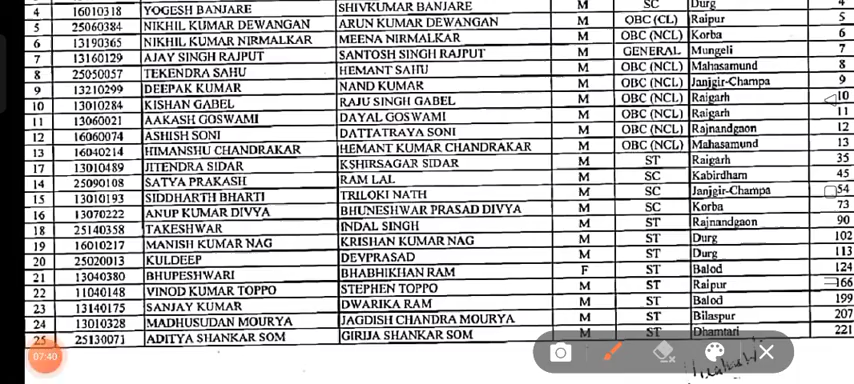 4 16010318 YOGESH BANJARE SHIVKUMAR BANJARE M SC Durg 4
5 25060384 NIKHIL KUMAR DEWANGAN ARUN KUMAR DEWANGAN M OBC (CL) Raipur 5
6 13190365 NIKHIL KUMAR NIRMALKAR MEENA NIRMALKAR M OBC (NCL) Korba 6
7 13160129 AJAY SINGH RAJPUT SANTOSH SINGH RAJPUT M GENERAL Mungeli 7
8 25050057 TEKENDRA SAHU HEMANT SAHU M OBC (NCL) Mahasamund 8
9 13210299 DEEPAK KUMAR NAND KUMAR M OBC (NCL) Janjgir-Champa 9
10 13010284 KISHAN GABEL RAJU SINGH GABEL M OBC (NCL) Raigarh 10
11 13060021 AAKASH GOSWAMI DAYAL GOSWAMI M OBC (NCL) Raigarh 11
12 16060074 ASHISH SONI DATTATRAYA SONI M OBC (NCL) Rajnandgaon 12
13 16040214 HIMANSHU CHANDRAKAR HEMANT KUMAR CHANDRAKAR M OBC (NCL) Mahasamund 13
17 13010489 JITENDRA SIDAR KSHIRSAGAR SIDAR M ST Raigarh 35
14 25090108 SATYA PRAKASH RAM LAL M SC Kabirdham 45
15 13010193 SIDDHARTH BHARTI TRILOKI NATH M SC Janjgir-Champa 54
16 13070222 ANUP KUMAR DIVYA BHUNESHWAR PRASAD DIVYA M SC Korba 73
18 25140358 TAKESHWAR INDAL SINGH M ST Rajnandgaon 90
19 16010217 MANISH KUMAR NAG KRISHAN KUMAR NAG M ST Durg 102
20 25020013 KULDEEP DEVPRASAD M ST Durg 113
21 13040380 BHUPESHWARI BHABHIKHAN RAM F ST Balod 124
22 11040148 VINOD KUMAR TOPPO STEPHEN TOPPO M ST Raipur 166
23 13140175 SANJAY KUMAR DWARIKA RAM M ST Balod 199
24 13010328 MADHUSUDAN MOURYA JAGDISH CHANDRA MOURYA M ST Bilaspur 207
25 25130071 ADITYA SHANKAR SOM GIRIJA SHANKAR SOM M ST Dhamtari 221
07:40